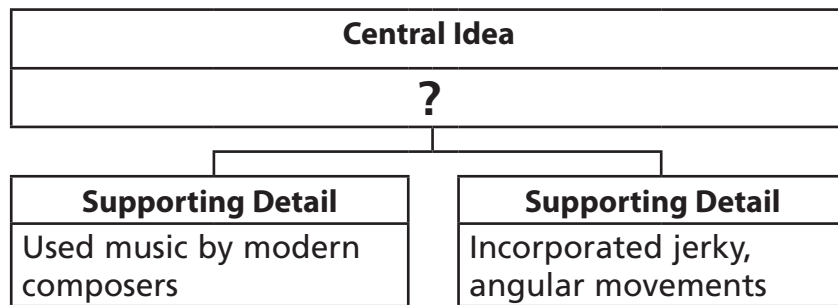 Central Idea
?
Supporting Detail
Used music by modern
composers
Supporting Detail
Incorporated jerky,
angular movements